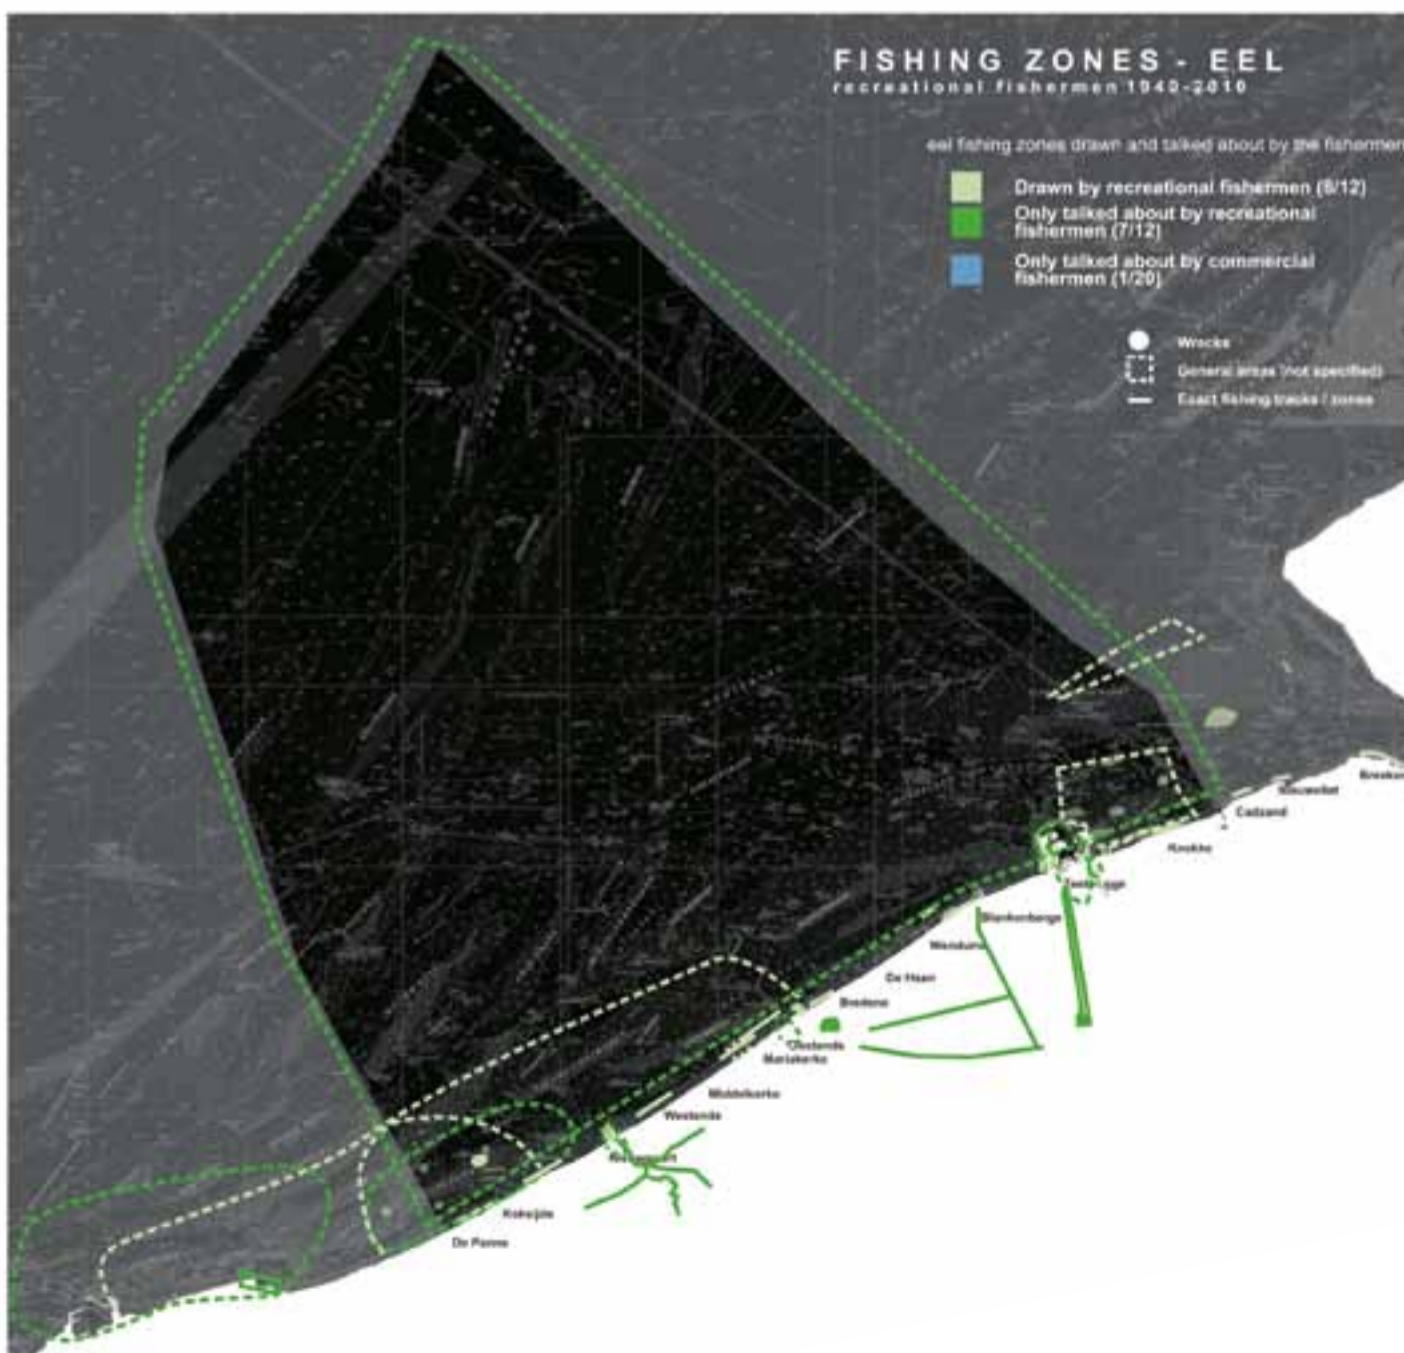 FISHING ZONES - EEL
recreational fishermen 1940-2010
eel fishing zones drawn and talked about by the fishermen
Drawn by recreational fishermen (8/12)
Only talked about by recreational
fishermen (7/12)
Only talked about by commercial
fishermen (1/20)
Wrecks
General areas (not specified)
Exact fishing tracks / zones
Cadzand
Knokke
Blankenberge
De Haan
Bredene
Oostende
Mariakerke
Middelkerke
Westende
Koksijde
De Panne